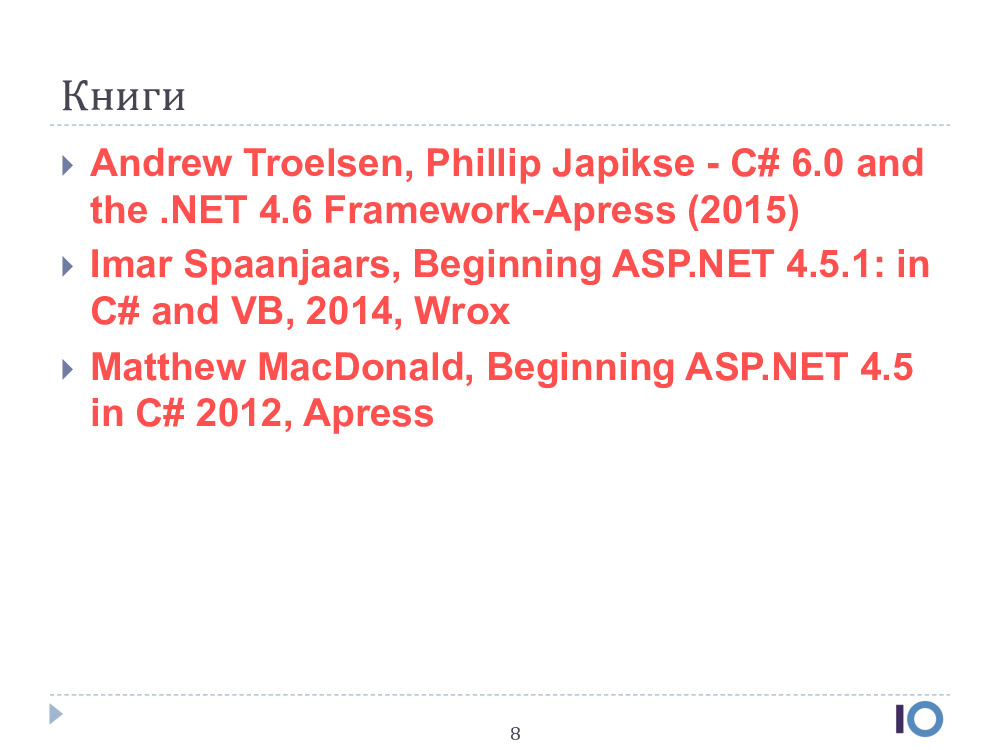 Книги
Andrew Troelsen, Phillip Japikse - C# 6.0 and
the .NET 4.6 Framework-Apress (2015)
Imar Spaanjaars, Beginning ASP.NET 4.5.1: in
C# and VB, 2014, Wrox
Matthew MacDonald, Beginning ASP.NET 4.5
in C# 2012, Apress
8
IO